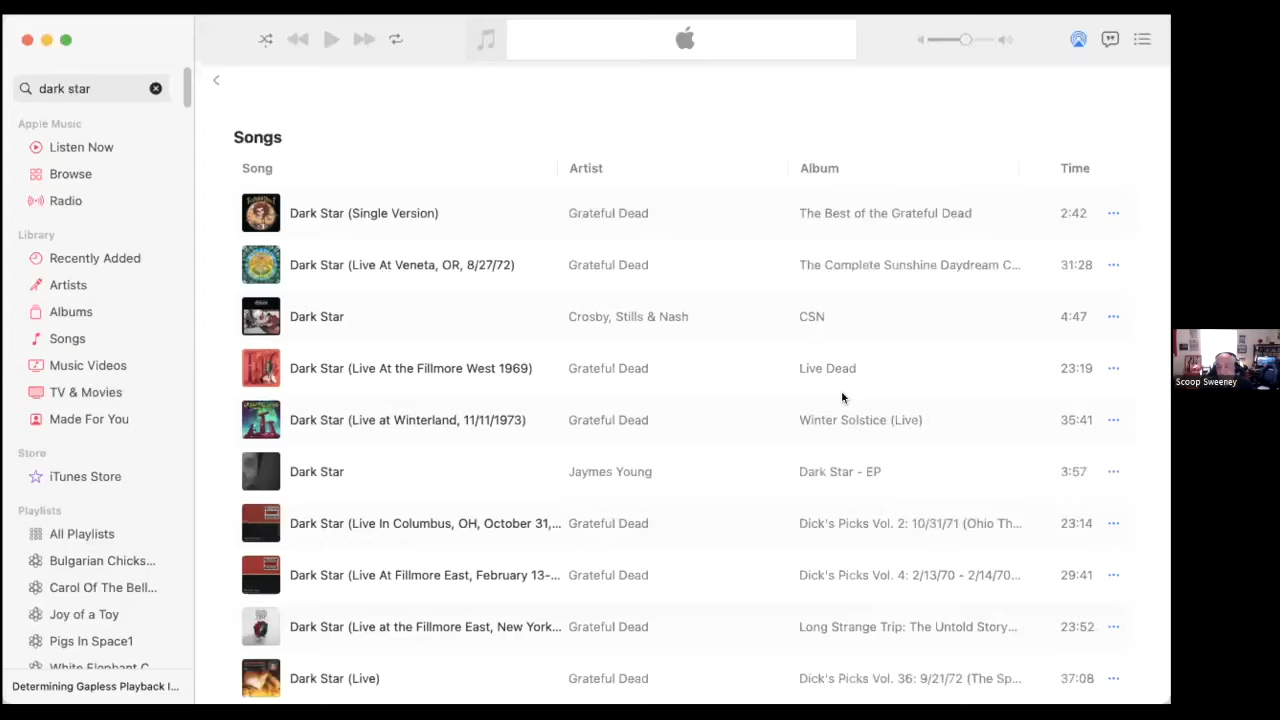 dark star
Apple Music
Listen Now
Browse
Radio
Library
Recently Added
Artists
Albums
Songs
Music Videos
TV & Movies
Made For You
Store
iTunes Store
Playlists
All Playlists
Bulgarian Chicks...
Carol Of The Bell...
Joy of a Toy
Pigs In Space1
White Elephant C
Determining Gapless Playback I...
Songs
Song Artist Album Time
Dark Star (Single Version) Grateful Dead The Best of the Grateful Dead 2:42
Dark Star (Live At Veneta, OR, 8/27/72) Grateful Dead The Complete Sunshine Daydream C... 31:28
Dark Star Crosby, Stills & Nash CSN 4:47
Dark Star (Live At the Fillmore West 1969) Grateful Dead Live Dead 23:19
Dark Star (Live at Winterland, 11/11/1973) Grateful Dead Winter Solstice (Live) 35:41
Dark Star Jaymes Young Dark Star - EP 3:57
Dark Star (Live In Columbus, OH, October 31,... Grateful Dead Dick's Picks Vol. 2: 10/31/71 (Ohio Th... 23:14
Dark Star (Live At Fillmore East, February 13-... Grateful Dead Dick's Picks Vol. 4: 2/13/70 - 2/14/70... 29:41
Dark Star (Live at the Fillmore East, New York... Grateful Dead Long Strange Trip: The Untold Story... 23:52
Dark Star (Live) Grateful Dead Dick's Picks Vol. 36: 9/21/72 (The Sp... 37:08
Scoop Sweeney